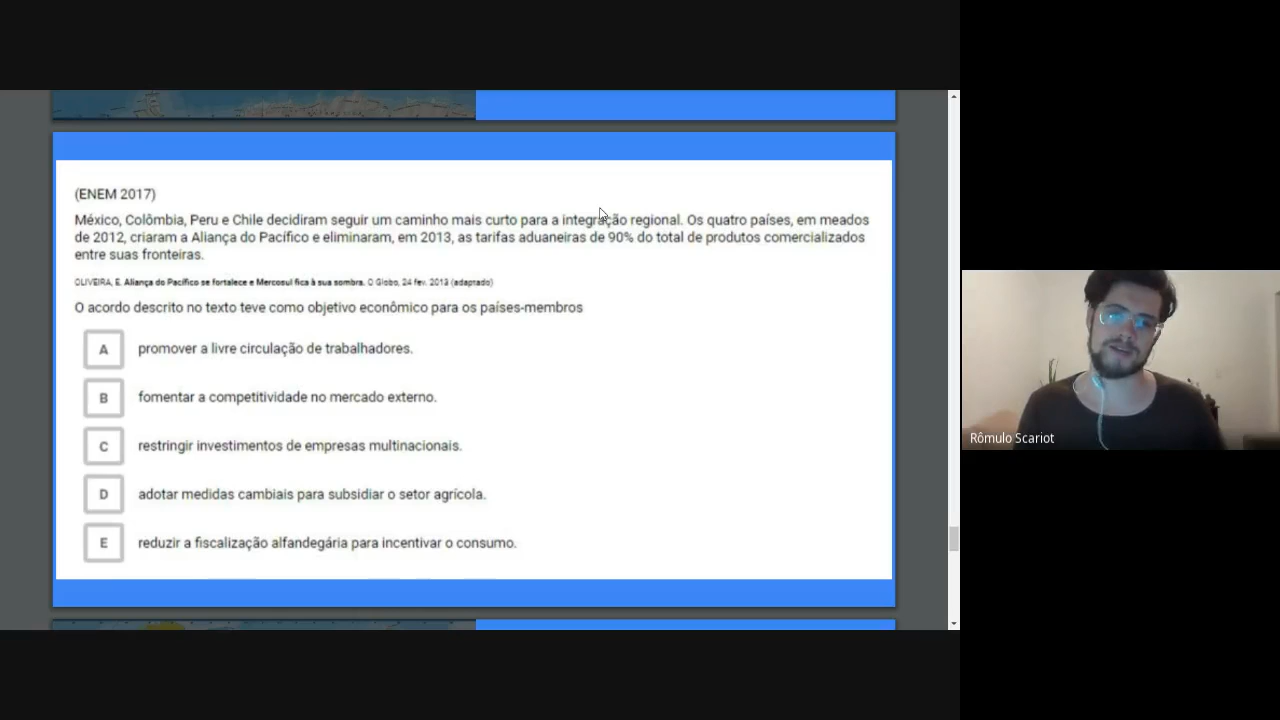 (ENEM 2017)
México, Colômbia, Peru e Chile decidiram seguir um caminho mais curto para a integração regional. Os quatro países, em meados
de 2012, criaram a Aliança do Pacífico e eliminaram, em 2013, as tarifas aduaneiras de 90% do total de produtos comercializados
entre suas fronteiras.
OLIVEIRA, E. Aliança do Pacífico se fortalece e Mercosul fica à sua sombra. O Globo, 24 fev. 2013 (adaptado)
O acordo descrito no texto teve como objetivo econômico para os países-membros
A promover a livre circulação de trabalhadores.
B fomentar a competitividade no mercado externo.
C restringir investimentos de empresas multinacionais.
D adotar medidas cambiais para subsidiar o setor agrícola.
E reduzir a fiscalização alfandegária para incentivar o consumo.
Rômulo Scariot